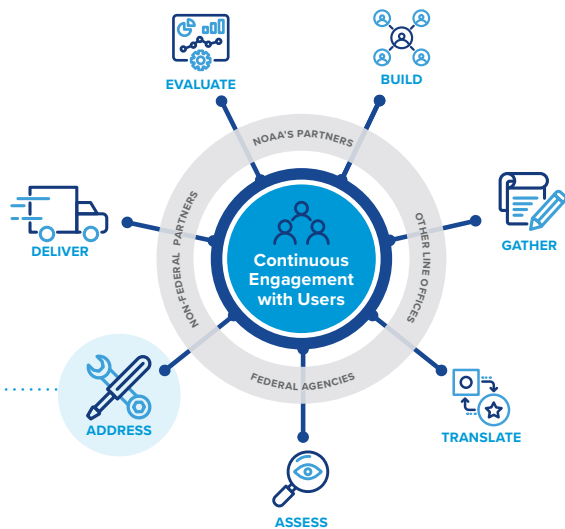 EVALUATE
BUILD
NOAA'S PARTNERS
NON-FEDERAL PARTNERS
OTHER LINE OFFICES
DELIVER
GATHER
Continuous
Engagement
with Users
FEDERAL AGENCIES
ADDRESS
TRANSLATE
ASSESS